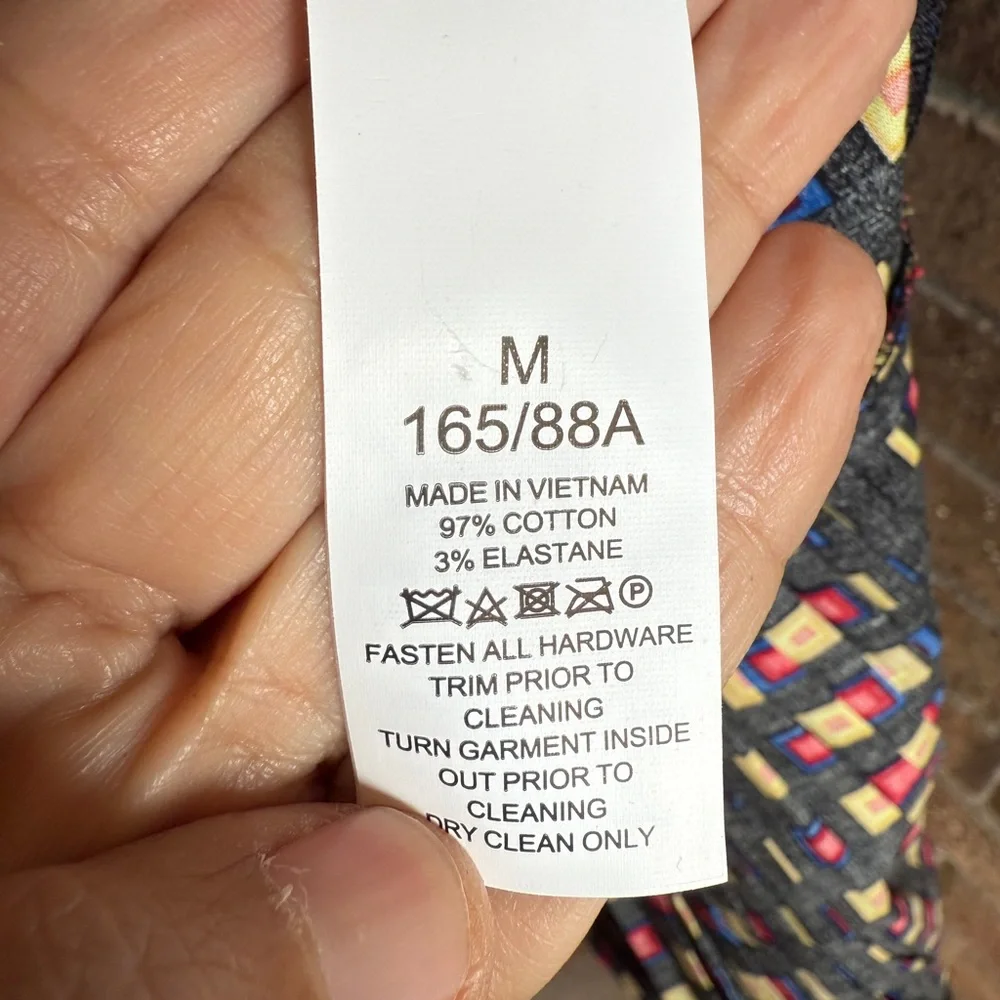 M
165/88A
MADE IN VIETNAM
97% COTTON
3% ELASTANE
P
FASTEN ALL HARDWARE
TRIM PRIOR TO
CLEANING
TURN GARMENT INSIDE
OUT PRIOR TO
CLEANING
DRY CLEAN ONLY